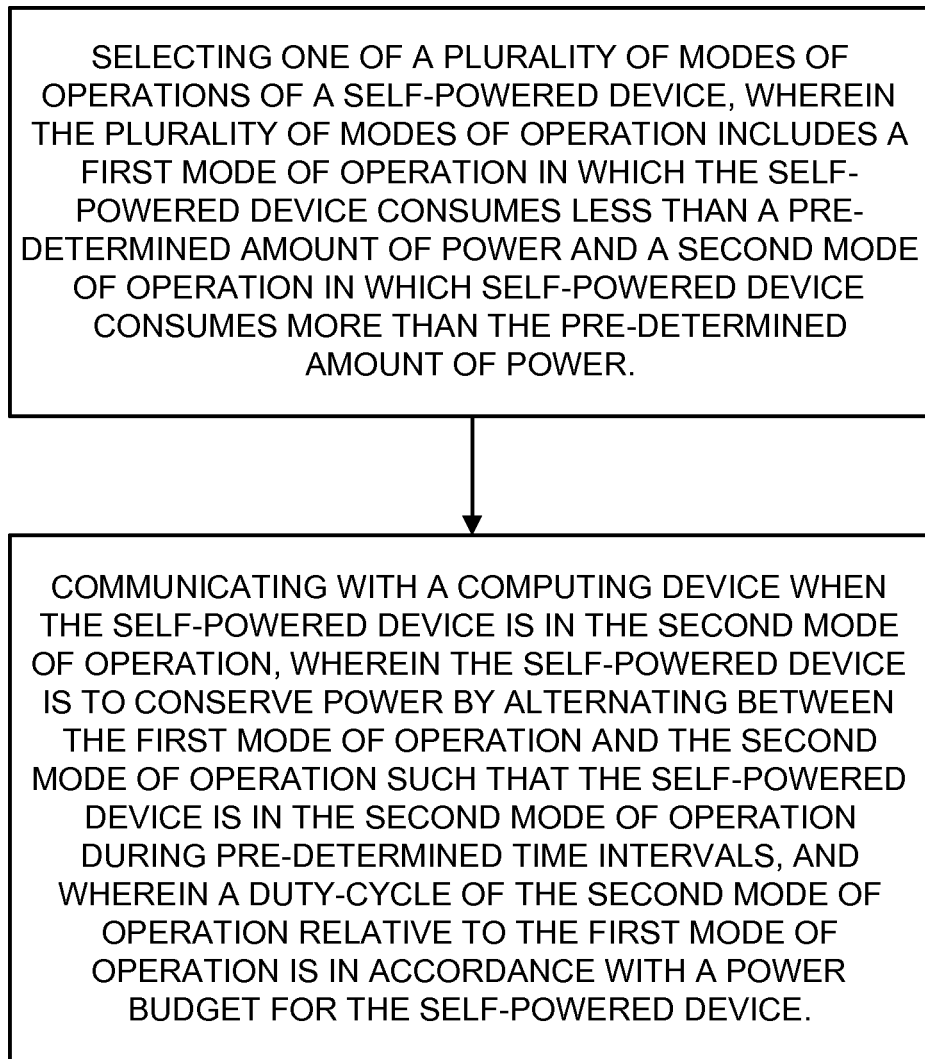 SELECTING ONE OF A PLURALITY OF MODES OF
OPERATIONS OF A SELF-POWERED DEVICE, WHEREIN
THE PLURALITY OF MODES OF OPERATION INCLUDES A
FIRST MODE OF OPERATION IN WHICH THE SELF-
POWERED DEVICE CONSUMES LESS THAN A PRE-
DETERMINED AMOUNT OF POWER AND A SECOND MODE
OF OPERATION IN WHICH SELF-POWERED DEVICE
CONSUMES MORE THAN THE PRE-DETERMINED
AMOUNT OF POWER.
COMMUNICATING WITH A COMPUTING DEVICE WHEN
THE SELF-POWERED DEVICE IS IN THE SECOND MODE
OF OPERATION, WHEREIN THE SELF-POWERED DEVICE
IS TO CONSERVE POWER BY ALTERNATING BETWEEN
THE FIRST MODE OF OPERATION AND THE SECOND
MODE OF OPERATION SUCH THAT THE SELF-POWERED
DEVICE IS IN THE SECOND MODE OF OPERATION
DURING PRE-DETERMINED TIME INTERVALS, AND
WHEREIN A DUTY-CYCLE OF THE SECOND MODE OF
OPERATION RELATIVE TO THE FIRST MODE OF
OPERATION IS IN ACCORDANCE WITH A POWER
BUDGET FOR THE SELF-POWERED DEVICE.